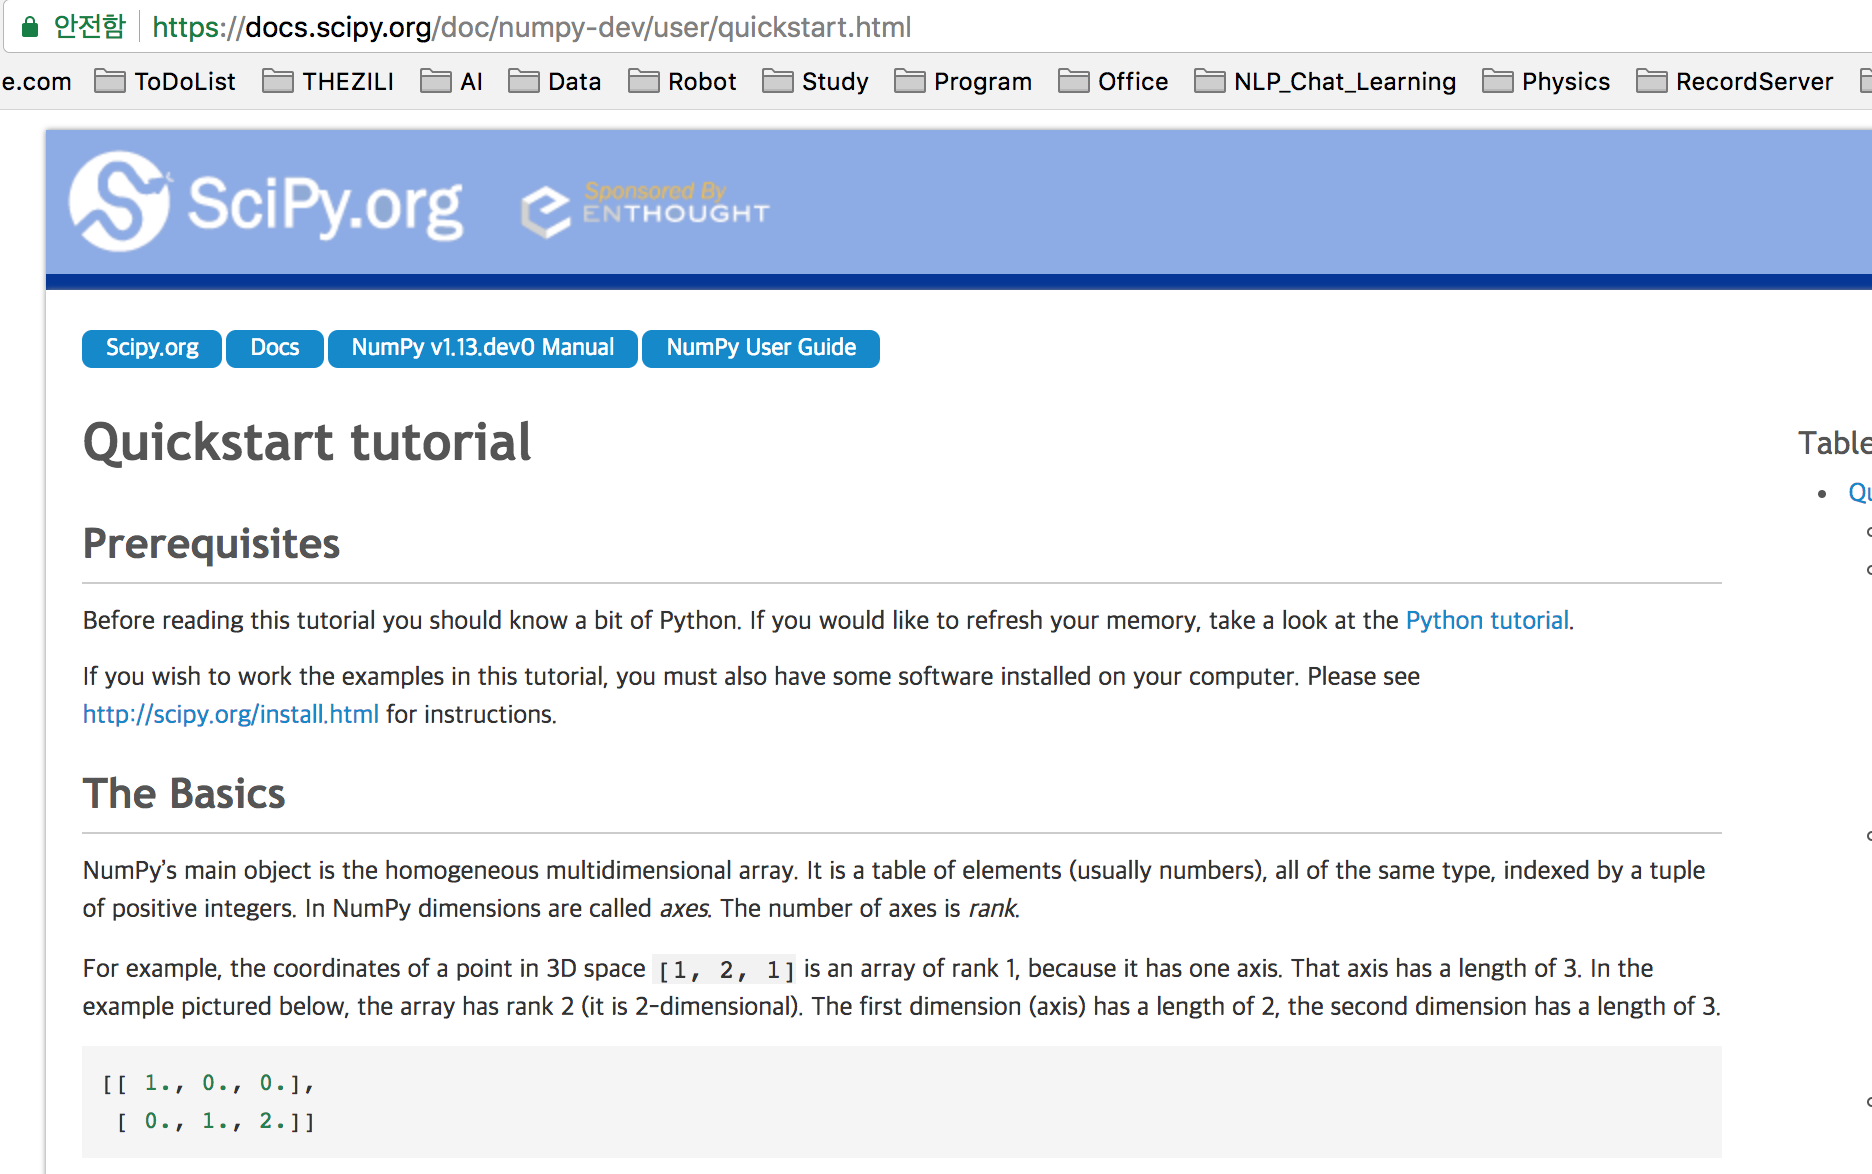 안전함 https://docs.scipy.org/doc/numpy-dev/user/quickstart.html
e.com ToDoList THEZILI AI Data Robot Study Program Office NLP_Chat_Learning Physics RecordServer
SciPy.org Sponsored By
ENTHOUGHT
Scipy.org Docs NumPy v1.13.dev0 Manual NumPy User Guide
Quickstart tutorial
Table
Qu
Prerequisites
Before reading this tutorial you should know a bit of Python. If you would like to refresh your memory, take a look at the Python tutorial.
If you wish to work the examples in this tutorial, you must also have some software installed on your computer. Please see
http://scipy.org/install.html for instructions.
The Basics
NumPy’s main object is the homogeneous multidimensional array. It is a table of elements (usually numbers), all of the same type, indexed by a tuple
of positive integers. In NumPy dimensions are called axes. The number of axes is rank.
For example, the coordinates of a point in 3D space [1, 2, 1] is an array of rank 1, because it has one axis. That axis has a length of 3. In the
example pictured below, the array has rank 2 (it is 2-dimensional). The first dimension (axis) has a length of 2, the second dimension has a length of 3.
[[ 1., 0., 0.],
[ 0., 1., 2.]]